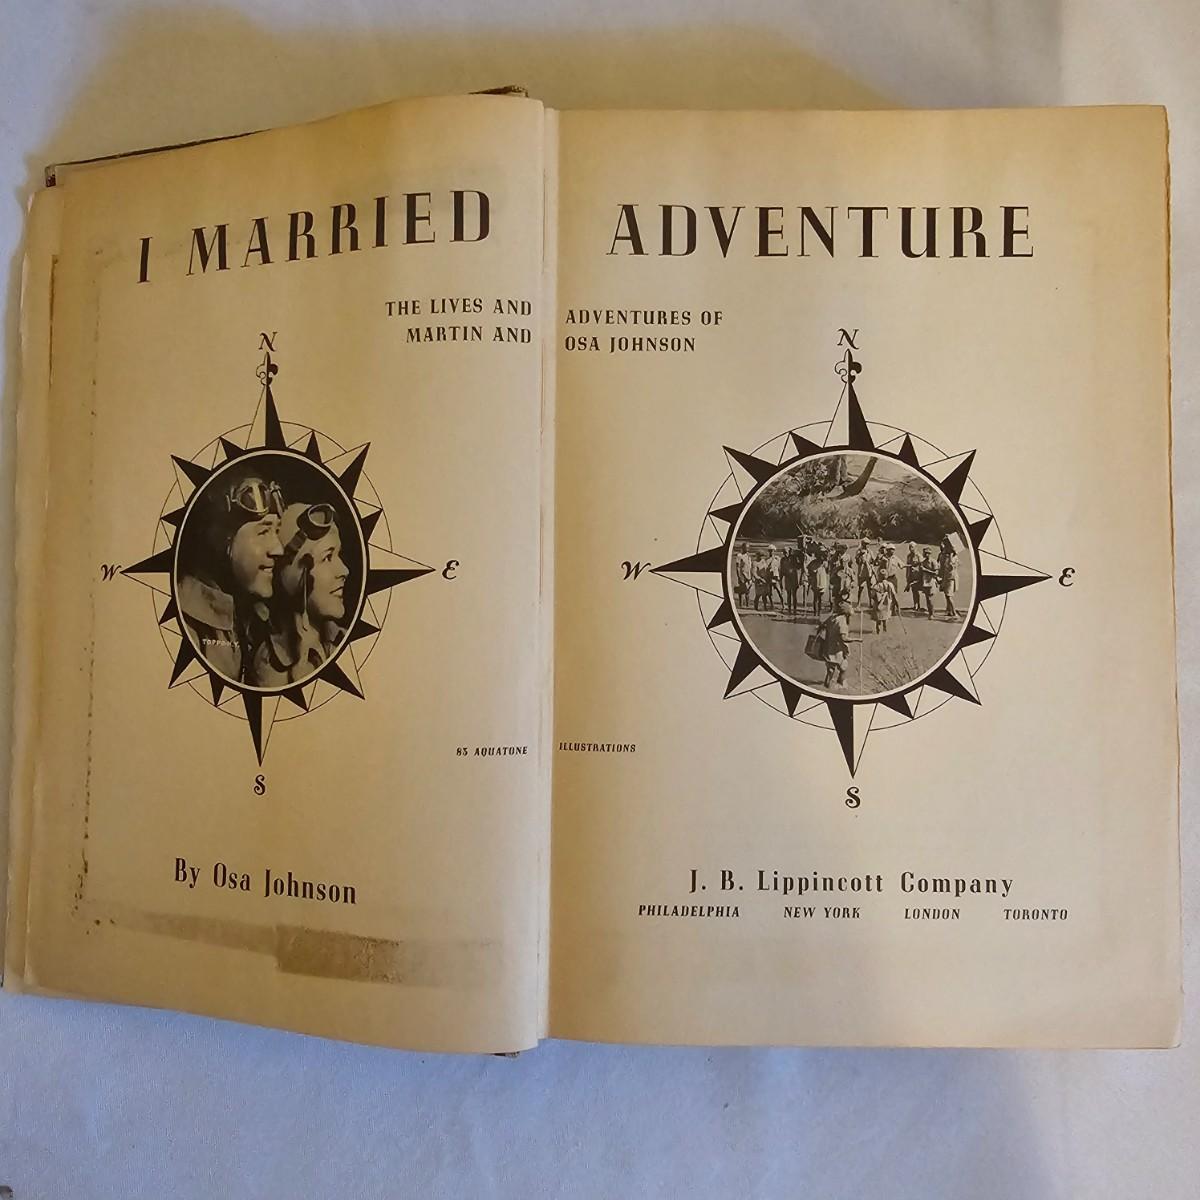 I MARRIED ADVENTURE
THE LIVES AND ADVENTURES OF
MARTIN AND OSA JOHNSON
N
W
E
S
N
W
E
S
83 AQUATONE ILLUSTRATIONS
By Osa Johnson
J. B. Lippincott Company
PHILADELPHIA NEW YORK LONDON TORONTO